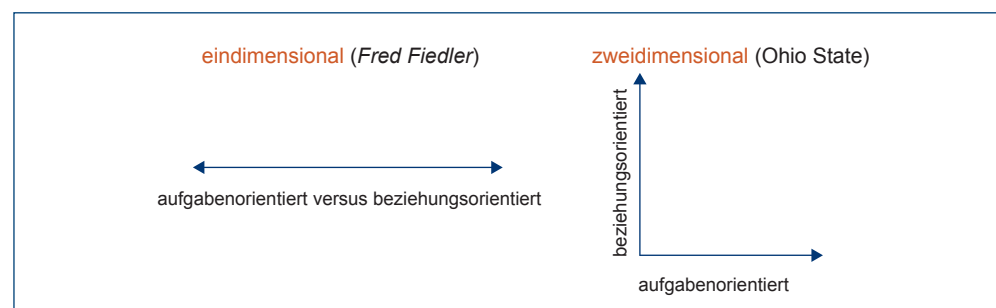 eindimensional (Fred Fiedler)
aufgabenorientiert versus beziehungsorientiert
zweidimensional (Ohio State)
beziehungsorientiert
aufgabenorientiert